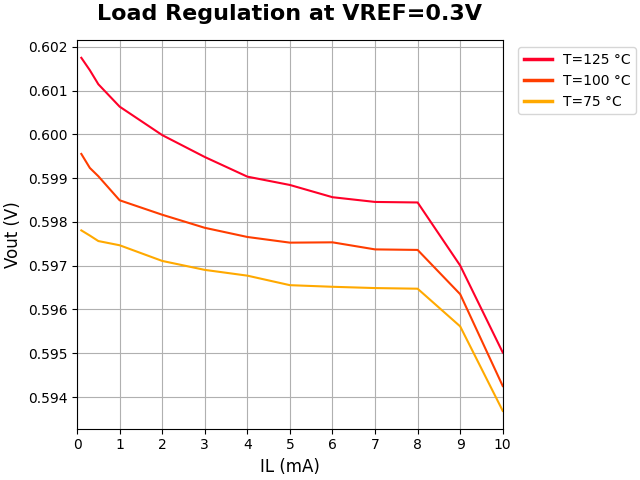 Load Regulation at VREF=0.3V
0.602
0.601
0.600
0.599
0.598
0.597
0.596
0.595
0.594
Vout (V)
0 1 2 3 4 5 6 7 8 9 10
IL (mA)
T=125 °C
T=100 °C
T=75 °C